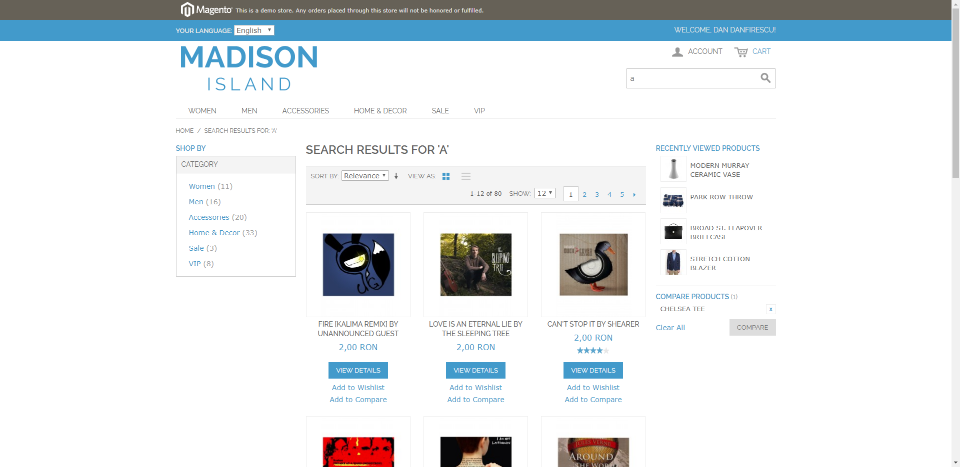 Magento® This is a demo store. Any orders placed through this store will not be honored or fulfilled.
YOUR LANGUAGE: English
WELCOME, DAN DANFIRESCU!
MADISON
ISLAND
ACCOUNT
CART
a
WOMEN MEN ACCESSORIES HOME & DECOR SALE VIP
HOME / SEARCH RESULTS FOR: 'A'
SHOP BY
CATEGORY
Women (11)
Men (16)
Accessories (20)
Home & Decor (33)
Sale (3)
VIP (8)
SEARCH RESULTS FOR 'A'
SORT BY Relevance VIEW AS
1-12 of 80 SHOW: 12 1 2 3 4 5 »
FIRE (KALIMA REMIX) BY
UNANNOUNCED GUEST
2,00 RON
VIEW DETAILS
Add to Wishlist
Add to Compare
THE
SLEEPING
TREE
LOVE IS AN ETERNAL LIE BY
THE SLEEPING TREE
2,00 RON
VIEW DETAILS
Add to Wishlist
Add to Compare
CAN'T STOP IT BY SHEARER
2,00 RON
VIEW DETAILS
Add to Wishlist
Add to Compare
AROUND
THE WORLD
RECENTLY VIEWED PRODUCTS
MODERN MURRAY
CERAMIC VASE
PARK ROW THROW
BROAD ST. FLAPOVER
BRIEFCASE
STRETCH COTTON
BLAZER
COMPARE PRODUCTS (1)
CHELSEA TEE x
Clear All COMPARE